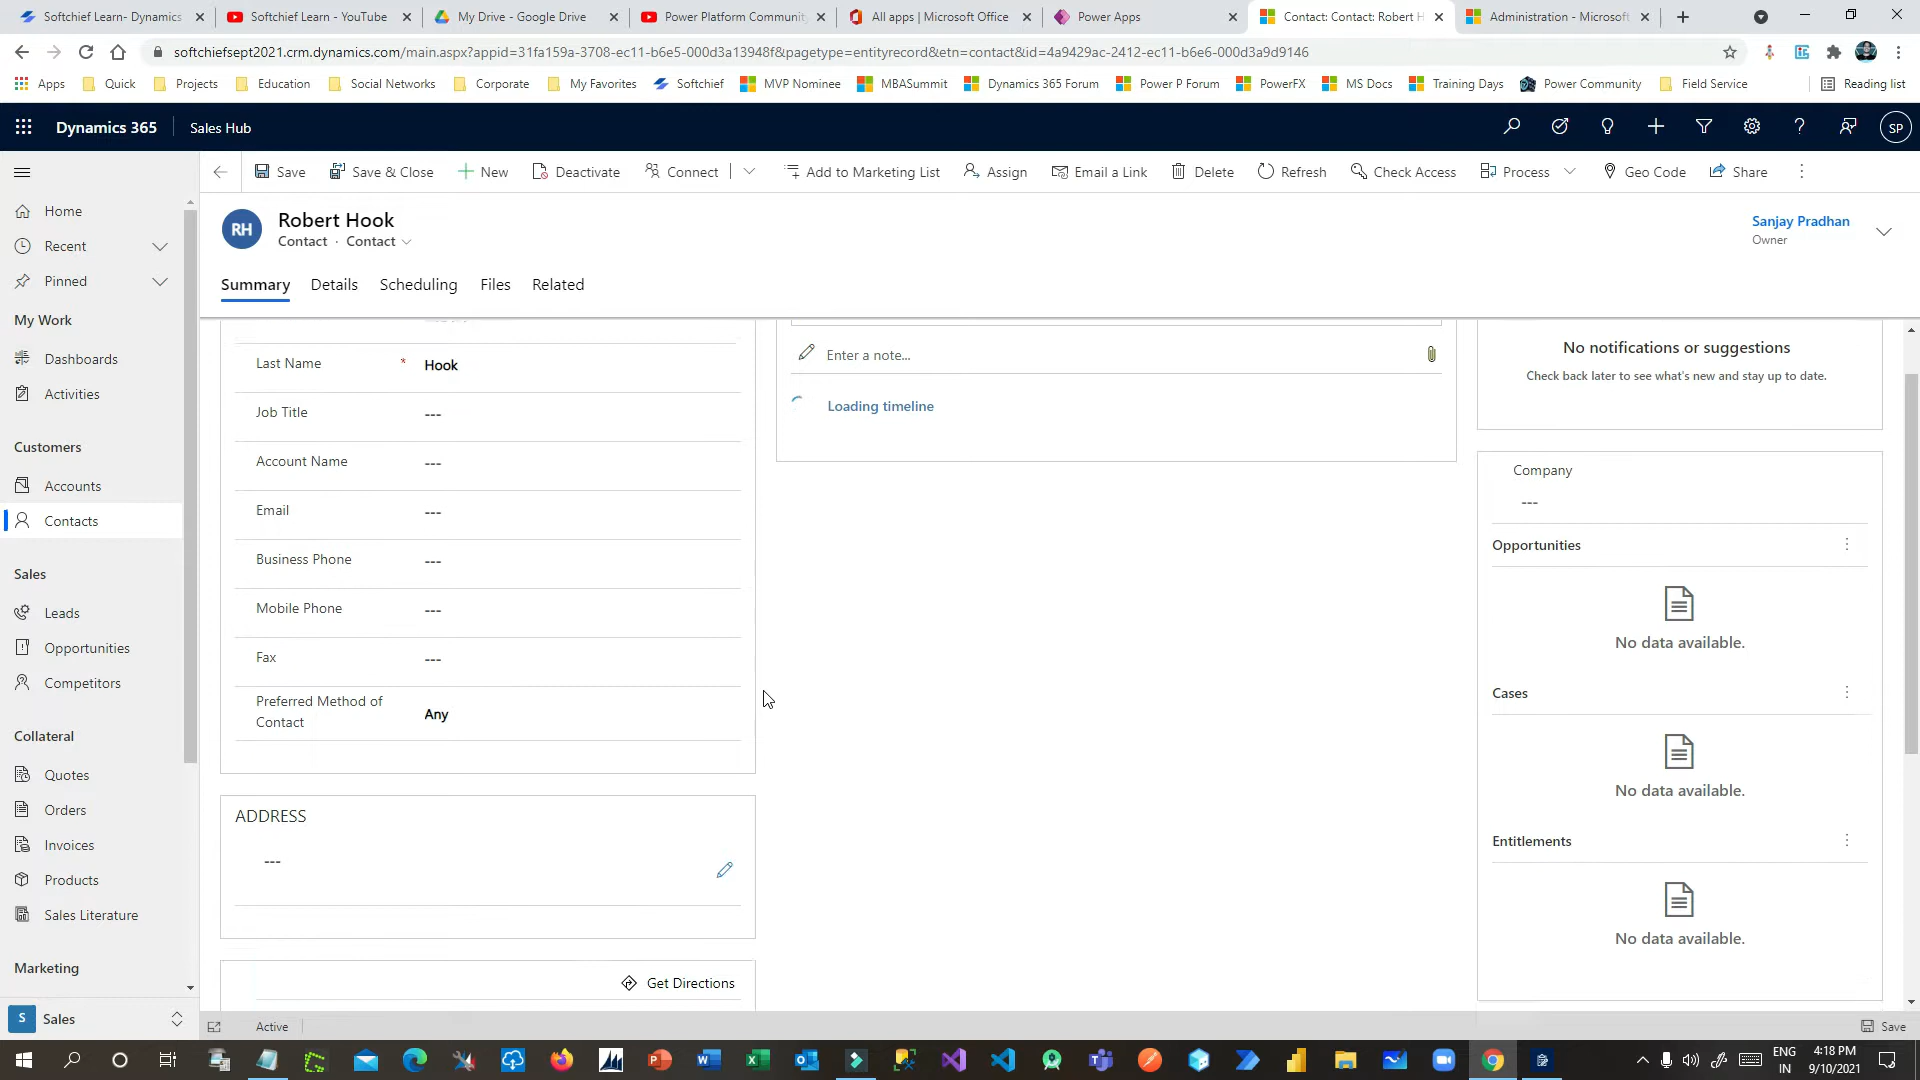 Softchief Learn- Dynamics
Softchief Learn - YouTube
My Drive - Google Drive
Power Platform Communit
All apps | Microsoft Office
Power Apps
Contact: Contact: Robert H
Administration - Microsoft
softchiefsept2021.crm.dynamics.com/main.aspx?appid=31fa159a-3708-ec11-b6e5-000d3a13948f&pagetype=entityrecord&etn=contact&id=4a9429ac-2412-ec11-b6e6-000d3a9d9146
Apps
Quick
Projects
Education
Social Networks
Corporate
My Favorites
Softchief
MVP Nominee
MBASummit
Dynamics 365 Forum
Power P Forum
PowerFX
MS Docs
Training Days
Power Community
Field Service
Reading list
Dynamics 365
Sales Hub
SP
Save
Save & Close
New
Deactivate
Connect
Add to Marketing List
Assign
Email a Link
Delete
Refresh
Check Access
Process
Geo Code
Share
Home
Recent
Pinned
My Work
Dashboards
Activities
Customers
Accounts
Contacts
Sales
Leads
Opportunities
Competitors
Collateral
Quotes
Orders
Invoices
Products
Sales Literature
Marketing
S Sales
RH
Robert Hook
Contact · Contact
Sanjay Pradhan
Owner
Summary
Details
Scheduling
Files
Related
Last Name * Hook
Job Title ---
Account Name ---
Email ---
Business Phone ---
Mobile Phone ---
Fax ---
Preferred Method of
Contact
Any
ADDRESS
---
Get Directions
Enter a note...
Loading timeline
No notifications or suggestions
Check back later to see what's new and stay up to date.
Company
---
Opportunities
No data available.
Cases
No data available.
Entitlements
No data available.
Active
Save
ENG
IN
4:18 PM
9/10/2021